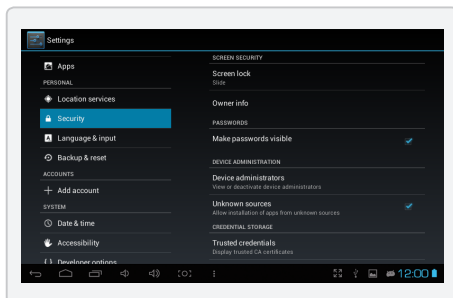 Settings
Apps
PERSONAL
Location services
Security
Language & input
Backup & reset
ACCOUNTS
Add account
SYSTEM
Date & time
Accessibility
Developer options
SCREEN SECURITY
Screen lock
Slide
Owner info
PASSWORDS
Make passwords visible
DEVICE ADMINISTRATION
Device administrators
View or deactivate device administrators
Unknown sources
Allow installation of apps from unknown sources
CREDENTIAL STORAGE
Trusted credentials
Display trusted CA certificates
12:00